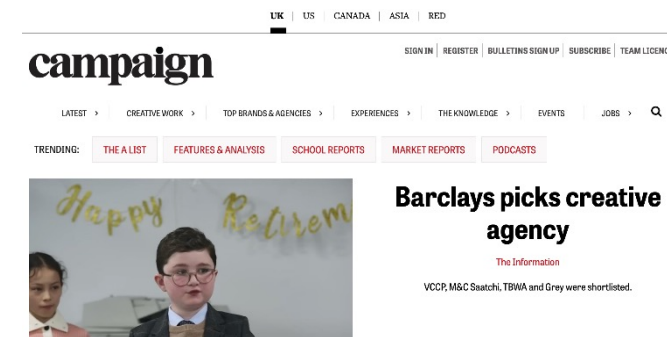 UK | US | CANADA | ASIA | RED
campaign
SIGN IN | REGISTER | BULLETINS SIGN UP | SUBSCRIBE | TEAM LICENC
LATEST > CREATIVE WORK > TOP BRANDS & AGENCIES > EXPERIENCES > THE KNOWLEDGE > EVENTS JOBS >
TRENDING: THE A LIST FEATURES & ANALYSIS SCHOOL REPORTS MARKET REPORTS PODCASTS
Happy Retirem
Barclays picks creative
agency
The Information
VCCP, M&C Saatchi, TBWA and Grey were shortlisted.